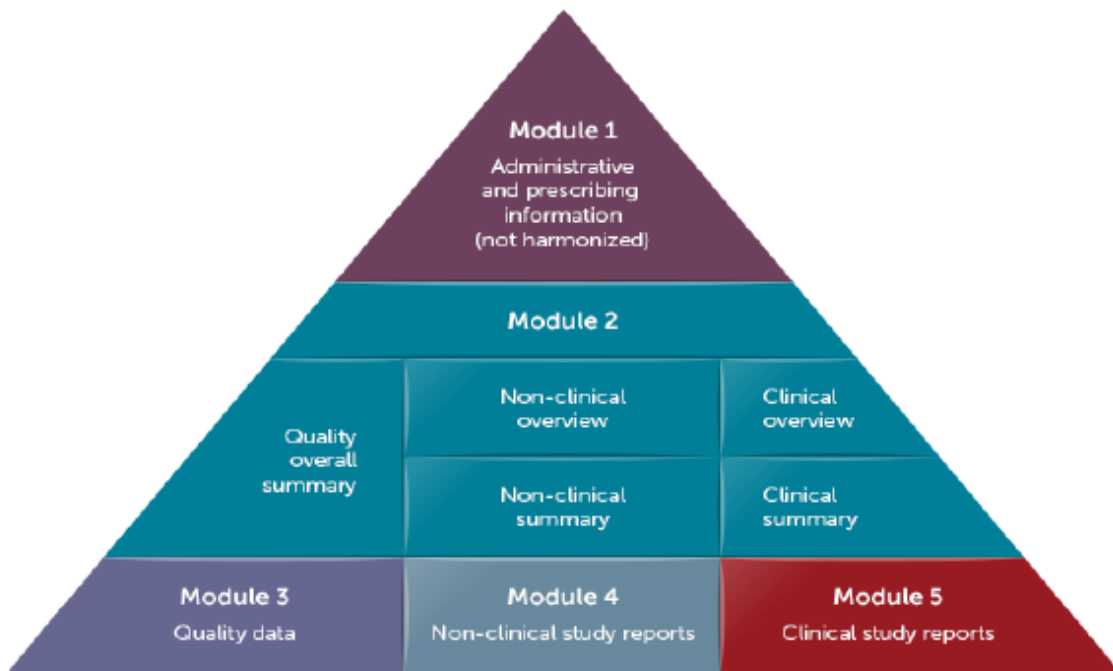 Module 1
Administrative
and prescribing
information
(not harmonized)
Module 2
Quality
overall
summary
Non-clinical
overview
Clinical
overview
Non-clinical
summary
Clinical
summary
Module 3
Quality data
Module 4
Non-clinical study reports
Module 5
Clinical study reports